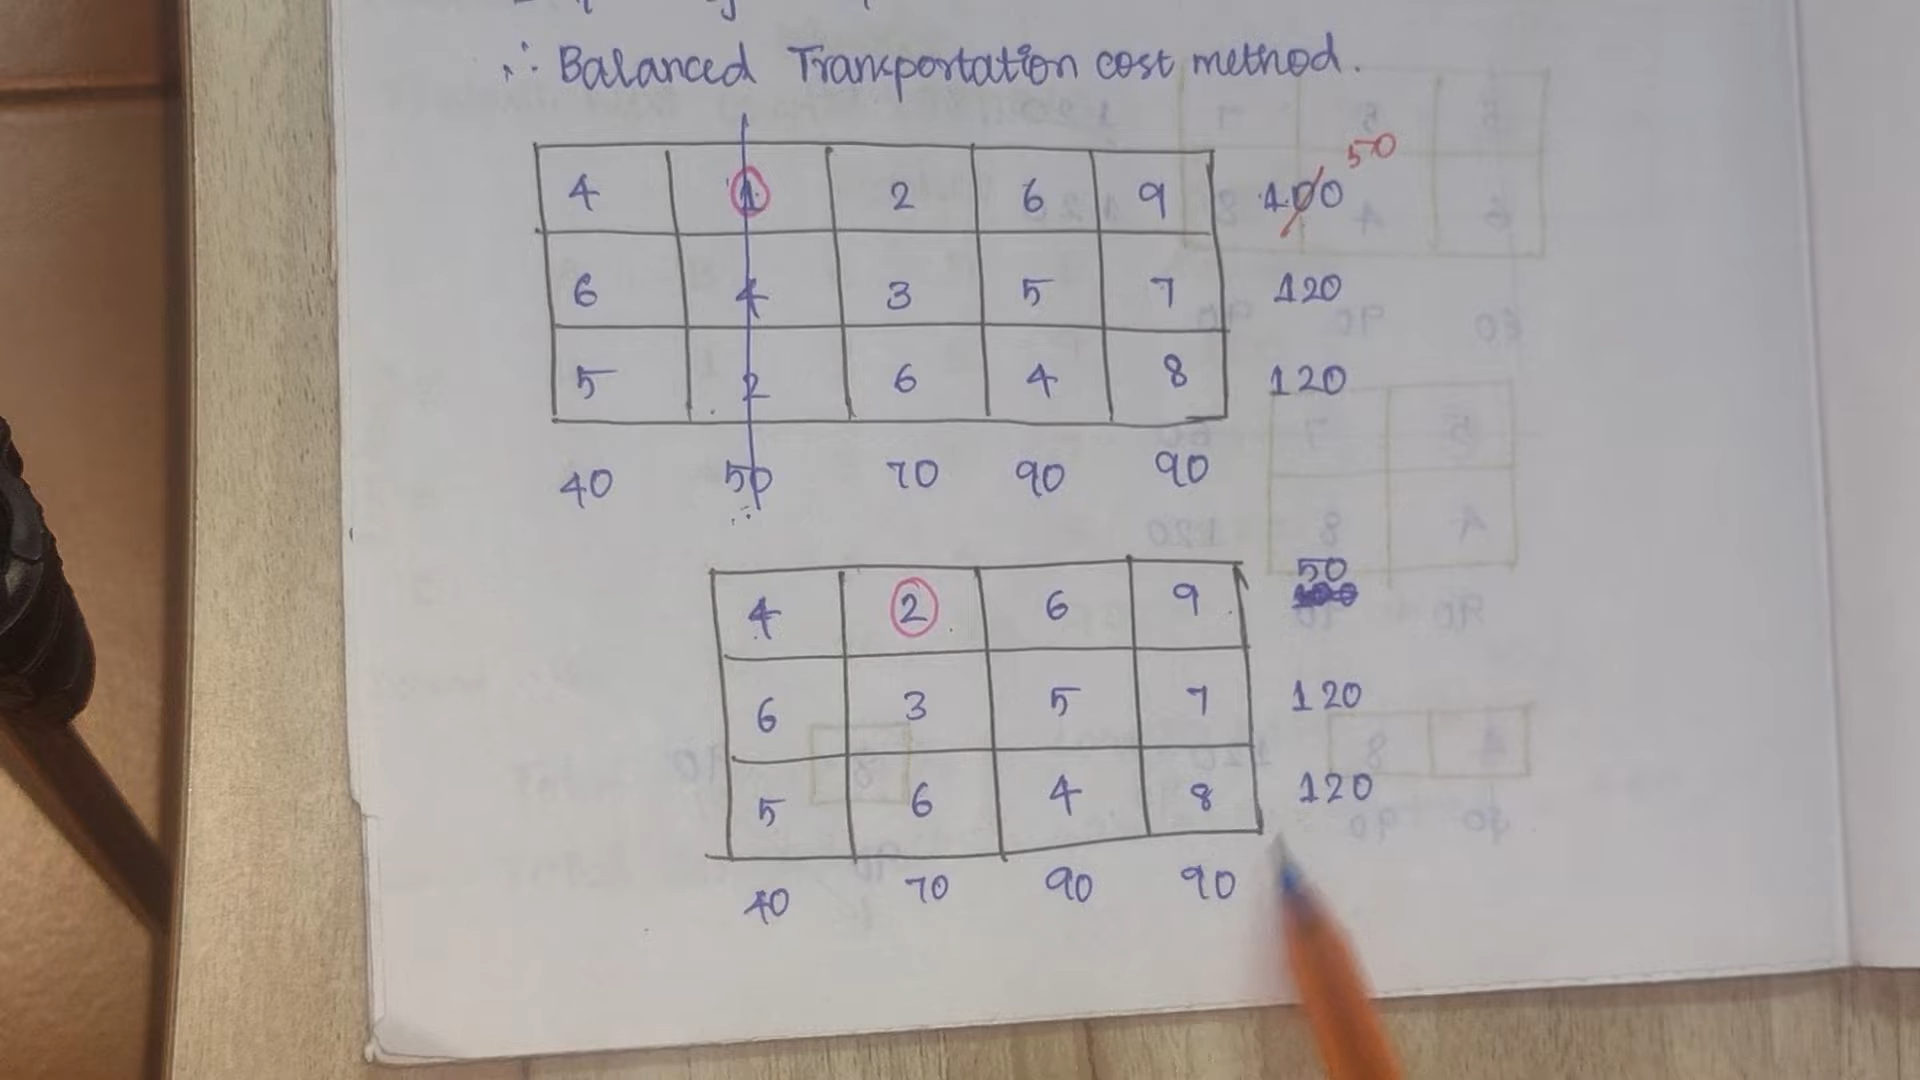 ∴ Balanced Transportation cost method.
50
4 1 2 6 9 100
6 4 3 5 7 120
5 2 6 4 8 120
40 50 70 90 90
50
4 2 6 9
6 3 5 7 120
5 6 4 8 120
40 70 90 90